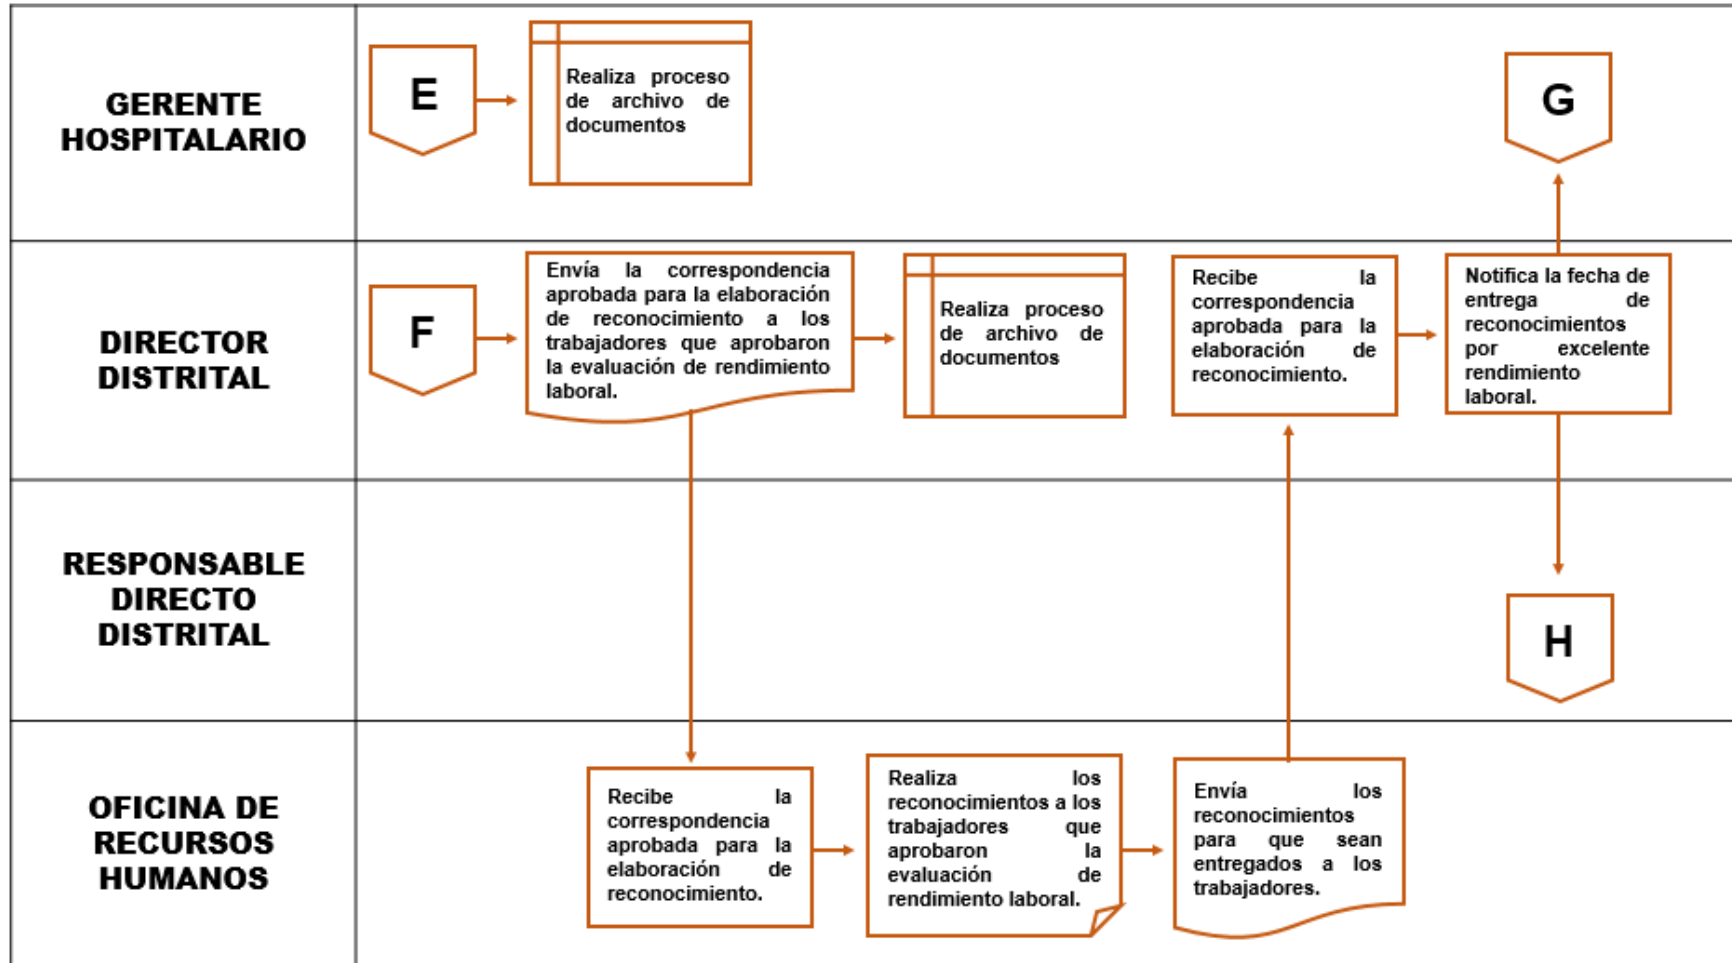 GERENTE
HOSPITALARIO
E
Realiza proceso
de archivo de
documentos
G
DIRECTOR
DISTRITAL
F
Envía la correspondencia
aprobada para la elaboración
de reconocimiento a los
trabajadores que aprobaron
la evaluación de rendimiento
laboral.
Realiza proceso
de archivo de
documentos
Recibe la
correspondencia
aprobada para la
elaboración de
reconocimiento.
Notifica la fecha de
entrega de
reconocimientos
por excelente
rendimiento
laboral.
RESPONSABLE
DIRECTO
DISTRITAL
H
OFICINA DE
RECURSOS
HUMANOS
Recibe la
correspondencia
aprobada para la
elaboración de
reconocimiento.
Realiza los
reconocimientos a los
trabajadores que
aprobaron la
evaluación de
rendimiento laboral.
Envía los
reconocimientos
para que sean
entregados a los
trabajadores.